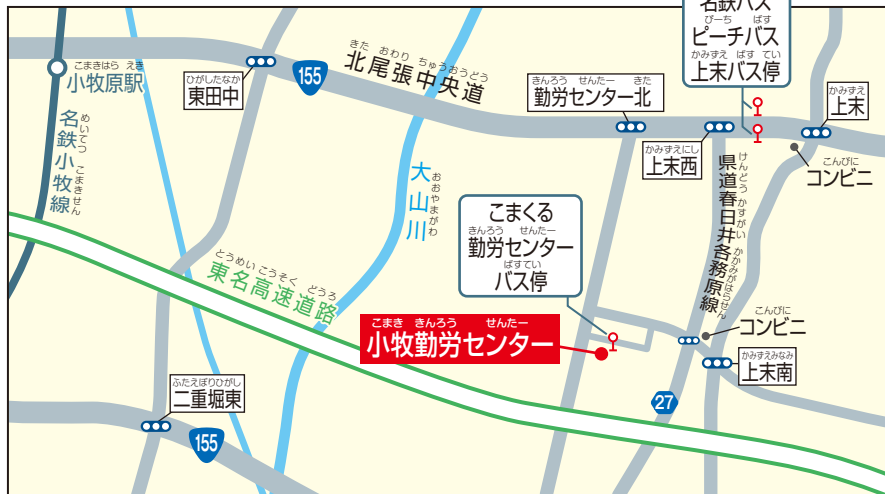 名鉄バス
ぴーち ばす
ピーチバス
かみずえ ばす てい
上末バス停
こまきはら えき
小牧原駅
ひがしたなか
東田中
155
きた おわり ちゅうおうどう
北尾張中央道
きんろう せんたー きた
勤労センター北
かみずえ
上末
かみずえにし
上末西
こんびに
コンビニ
めいてつ こまきせん
名鉄小牧線
おおやまがわ
大山川
けんどう かすがい かかみがはらせん
県道春日井各務原線
こまくる
きんろう せんたー
勤労センター
ばすてい
バス停
とうめいこうそく どうろ
東名高速道路
こまき きんろう せんたー
小牧勤労センター
こんびに
コンビニ
かみずえみなみ
上末南
ふたえぼりひがし
二重堀東
27
155